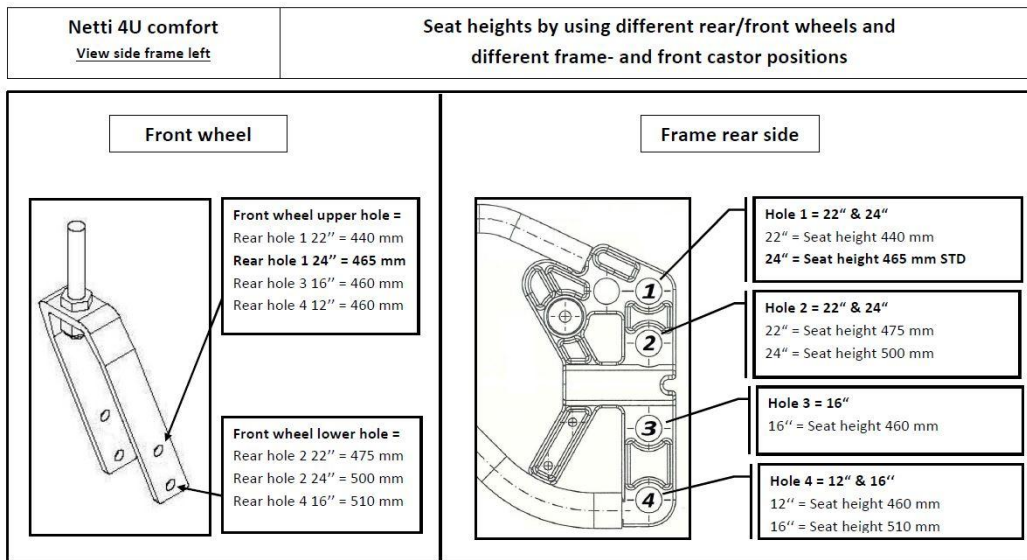 Netti 4U comfort
View side frame left
Seat heights by using different rear/front wheels and
different frame- and front castor positions
Front wheel
Front wheel upper hole =
Rear hole 1 22’’ = 440 mm
Rear hole 1 24’’ = 465 mm
Rear hole 3 16’’ = 460 mm
Rear hole 4 12’’ = 460 mm
Front wheel lower hole =
Rear hole 2 22’’ = 475 mm
Rear hole 2 24’’ = 500 mm
Rear hole 4 16’’ = 510 mm
Frame rear side
1
2
3
4
Hole 1 = 22“ & 24“
22“ = Seat height 440 mm
24“ = Seat height 465 mm STD
Hole 2 = 22“ & 24“
22“ = Seat height 475 mm
24“ = Seat height 500 mm
Hole 3 = 16“
16’’ = Seat height 460 mm
Hole 4 = 12“ & 16‘‘
12‘‘ = Seat height 460 mm
16‘‘ = Seat height 510 mm